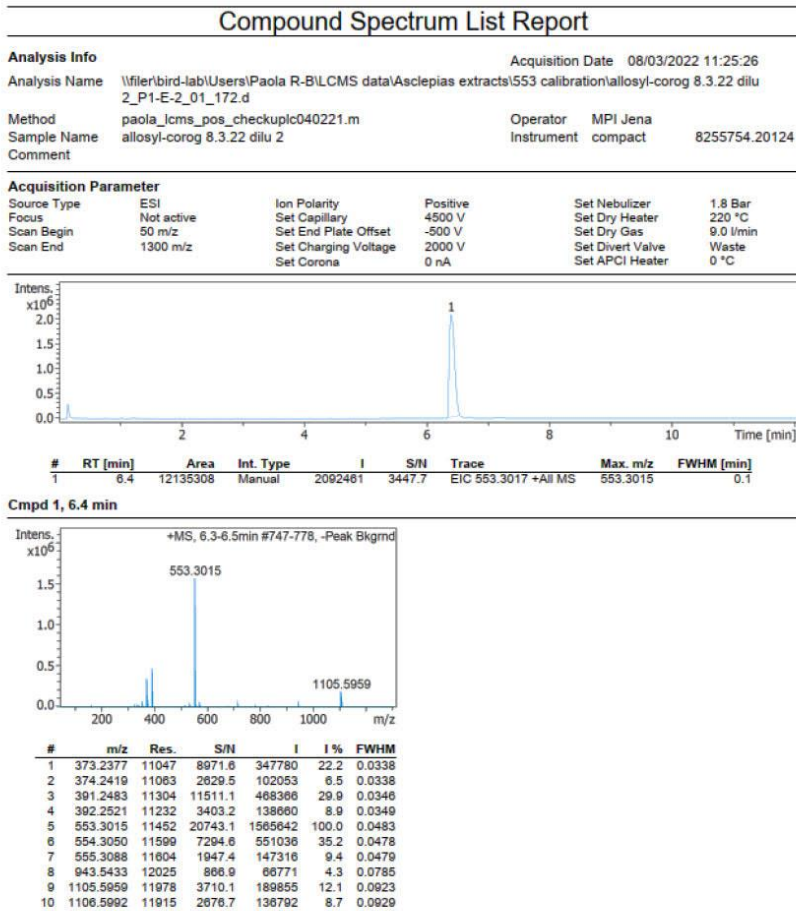 Compound Spectrum List Report
Analysis Info
Acquisition Date 08/03/2022 11:25:26
Analysis Name \\filer\bird-lab\Users\Paola R-B\LCMS data\Asclepias extracts\553 calibration\allosyl-corog 8.3.22 dilu
2_P1-E-2_01_172.d
Method paola_lcms_pos_checkuplc040221.m Operator MPI Jena
Sample Name allosyl-corog 8.3.22 dilu 2 Instrument compact 8255754.20124
Comment
Acquisition Parameter
Source Type ESI Ion Polarity Positive Set Nebulizer 1.8 Bar
Focus Not active Set Capillary 4500 V Set Dry Heater 220 °C
Scan Begin 50 m/z Set End Plate Offset -500 V Set Dry Gas 9.0 l/min
Scan End 1300 m/z Set Charging Voltage 2000 V Set Divert Valve Waste
Set Corona 0 nA Set APCI Heater 0 °C
Intens.
x10⁶
2.0
1.5
1.0
0.5
0.0
1
2 4 6 8 10 Time [min]
# RT [min] Area Int. Type I S/N Trace Max. m/z FWHM [min]
1 6.4 12135308 Manual 2092461 3447.7 EIC 553.3017 +All MS 553.3015 0.1
Cmpd 1, 6.4 min
Intens.
x10⁶
+MS, 6.3-6.5min #747-778, -Peak Bkgrnd
553.3015
1.5
1.0
0.5
1105.5959
0.0
200 400 600 800 1000 m/z
# m/z Res. S/N I I % FWHM
1 373.2377 11047 8971.6 347780 22.2 0.0338
2 374.2419 11063 2629.5 102053 6.5 0.0338
3 391.2483 11304 11511.1 468366 29.9 0.0346
4 392.2521 11232 3403.2 138660 8.9 0.0349
5 553.3015 11452 20743.1 1565642 100.0 0.0483
6 554.3050 11599 7294.6 551036 35.2 0.0478
7 555.3088 11604 1947.4 147316 9.4 0.0479
8 943.5433 12025 866.9 66771 4.3 0.0785
9 1105.5959 11978 3710.1 189855 12.1 0.0923
10 1106.5992 11915 2676.7 136792 8.7 0.0929